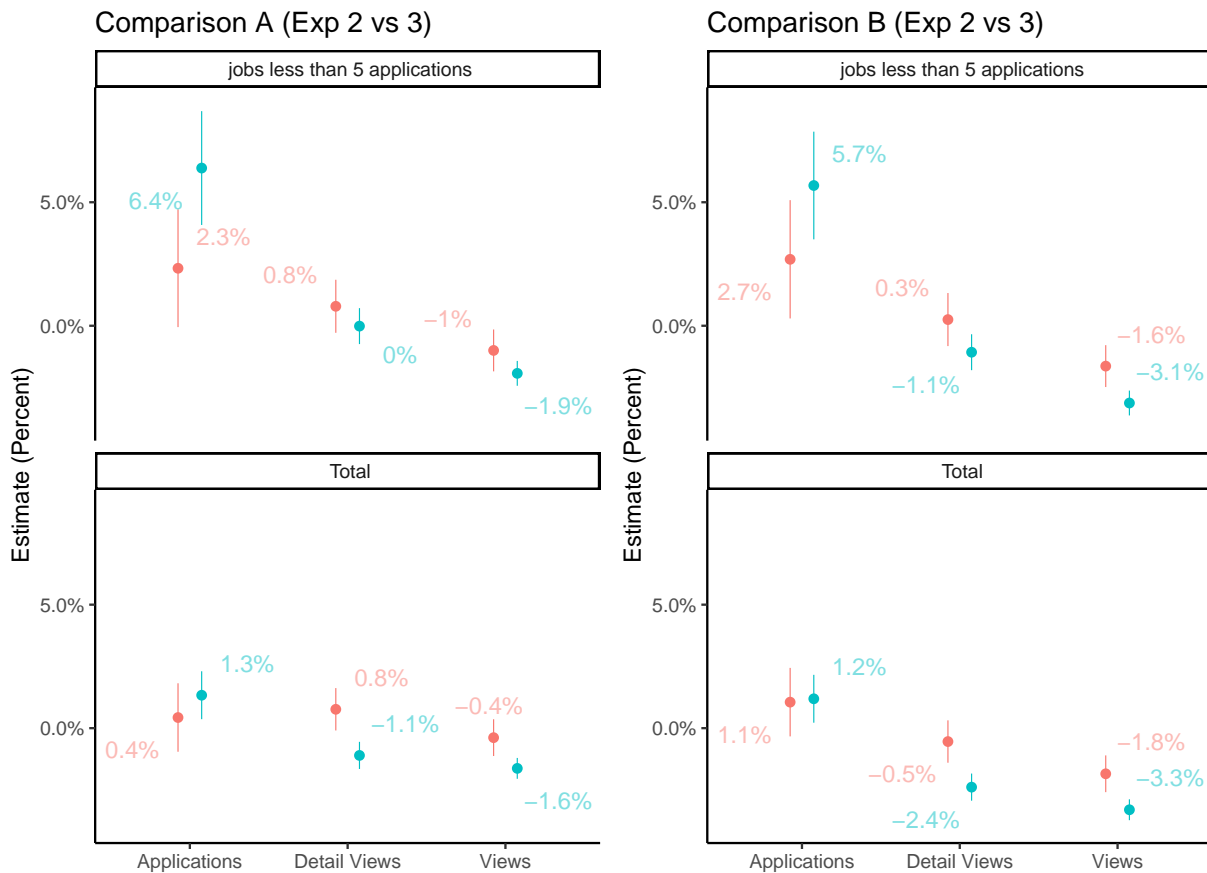 Comparison A (Exp 2 vs 3)
jobs less than 5 applications
5.0%
0.0%
6.4%
2.3%
0.8%
0%
−1%
−1.9%
Total
5.0%
0.0%
0.4%
1.3%
0.8%
−1.1%
−0.4%
−1.6%
Estimate (Percent)
Applications
Detail Views
Views
Comparison B (Exp 2 vs 3)
jobs less than 5 applications
5.0%
0.0%
5.7%
2.7%
0.3%
−1.1%
−1.6%
−3.1%
Total
5.0%
0.0%
1.1%
1.2%
−0.5%
−2.4%
−1.8%
−3.3%
Estimate (Percent)
Applications
Detail Views
Views